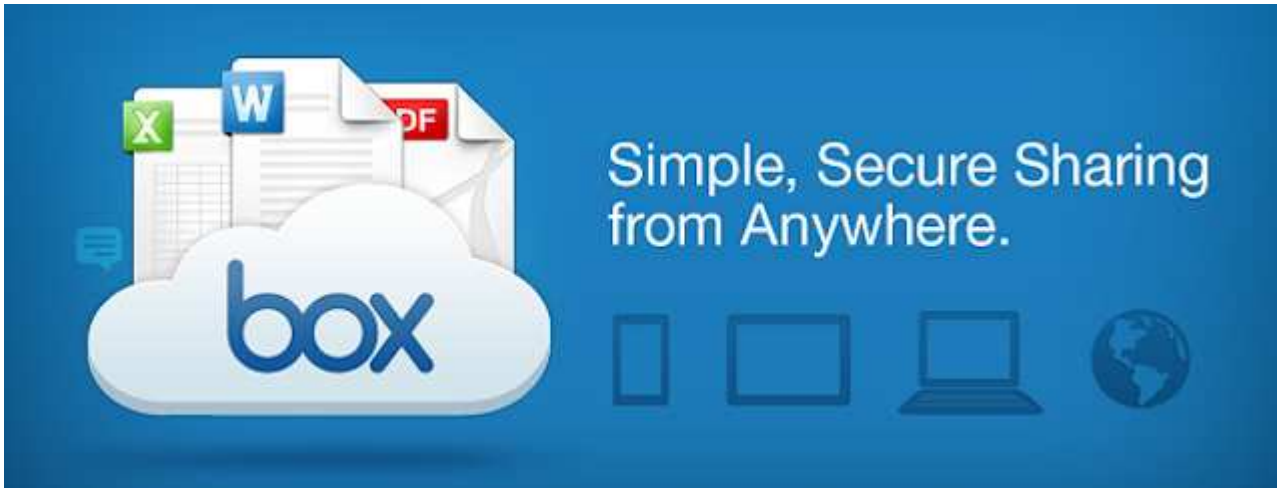 X
W
DF
box
Simple, Secure Sharing
from Anywhere.